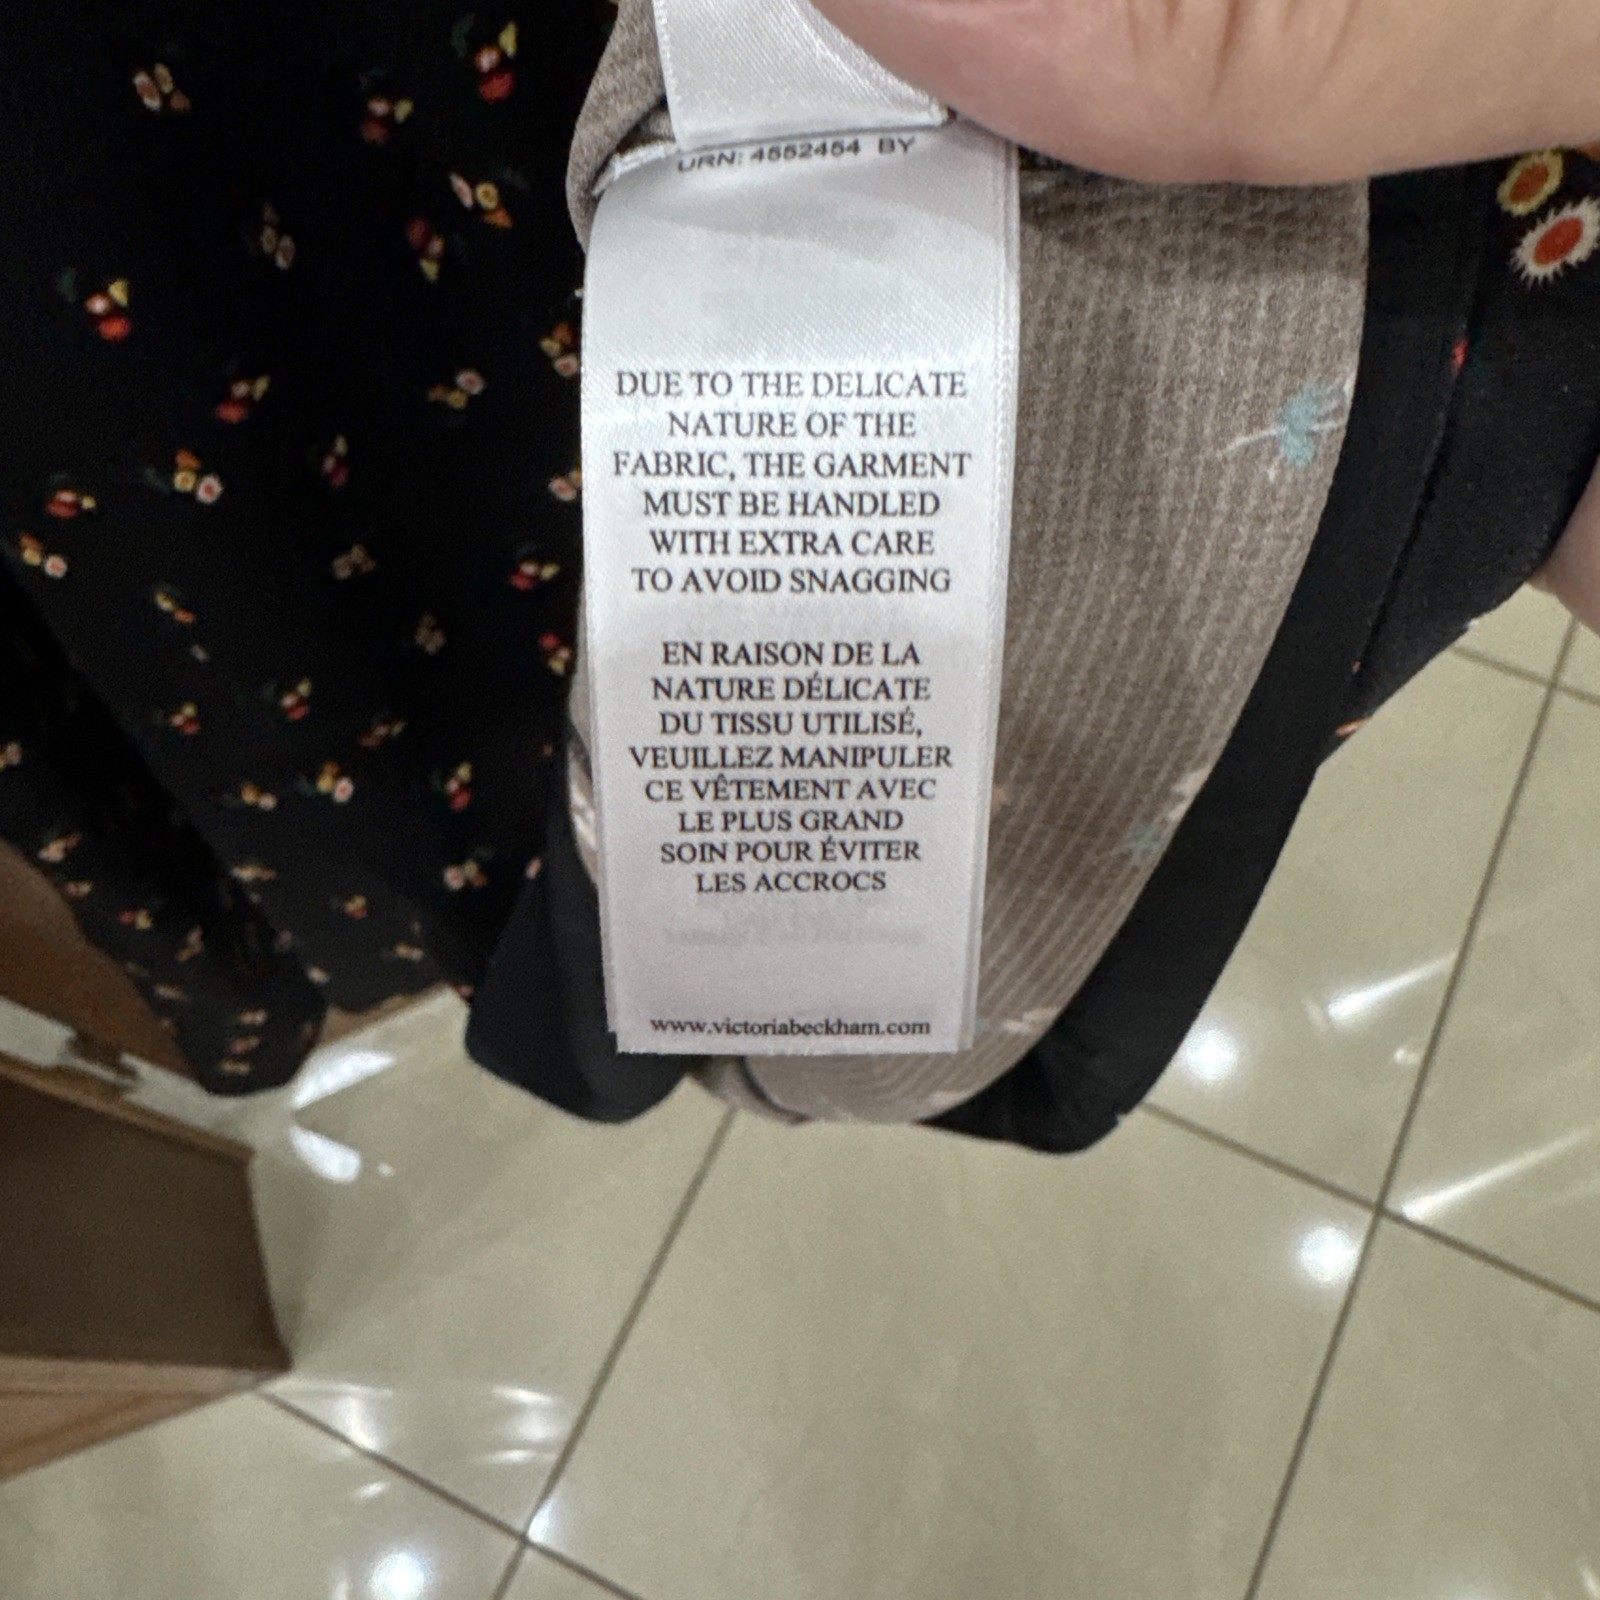 URN: 4552454 BY
DUE TO THE DELICATE
NATURE OF THE
FABRIC, THE GARMENT
MUST BE HANDLED
WITH EXTRA CARE
TO AVOID SNAGGING
EN RAISON DE LA
NATURE DÉLICATE
DU TISSU UTILISÉ,
VEUILLEZ MANIPULER
CE VÊTEMENT AVEC
LE PLUS GRAND
SOIN POUR ÉVITER
LES ACCROCS
www.victoriabeckham.com